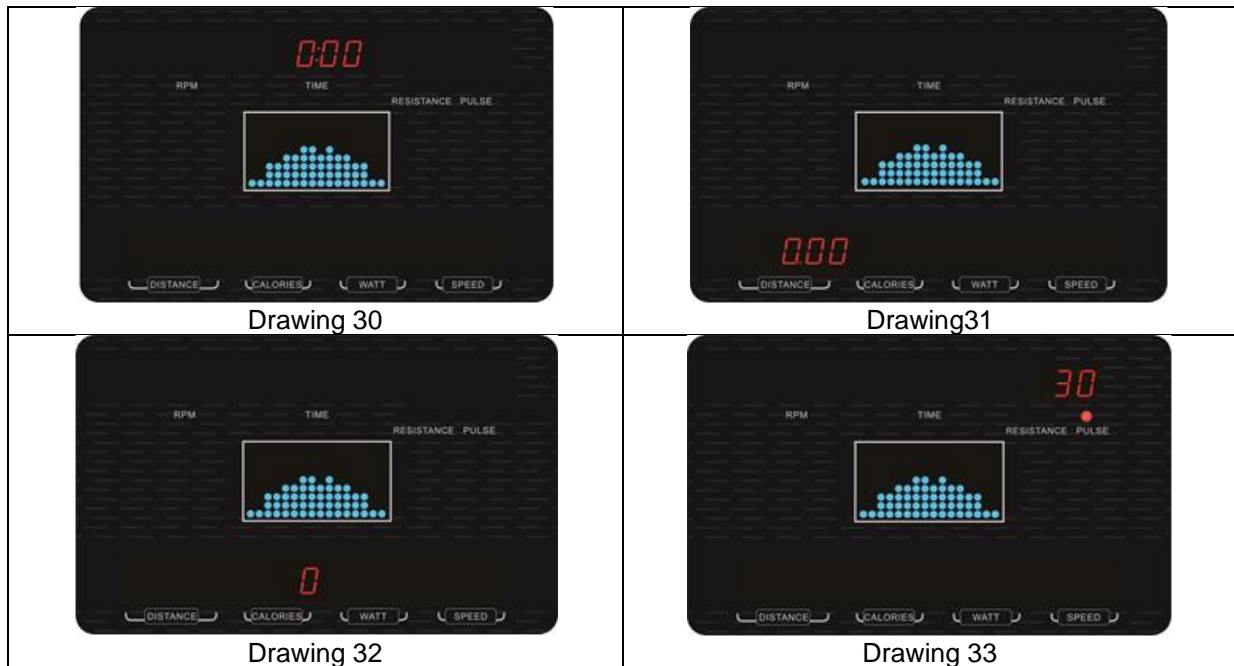 0:00
RPM TIME
RESISTANCE PULSE
DISTANCE CALORIES WATT SPEED
Drawing 30
RPM TIME
RESISTANCE PULSE
0.00
DISTANCE CALORIES WATT SPEED
Drawing31
RPM TIME
RESISTANCE PULSE
0
DISTANCE CALORIES WATT SPEED
Drawing 32
30
RPM TIME
RESISTANCE PULSE
DISTANCE CALORIES WATT SPEED
Drawing 33